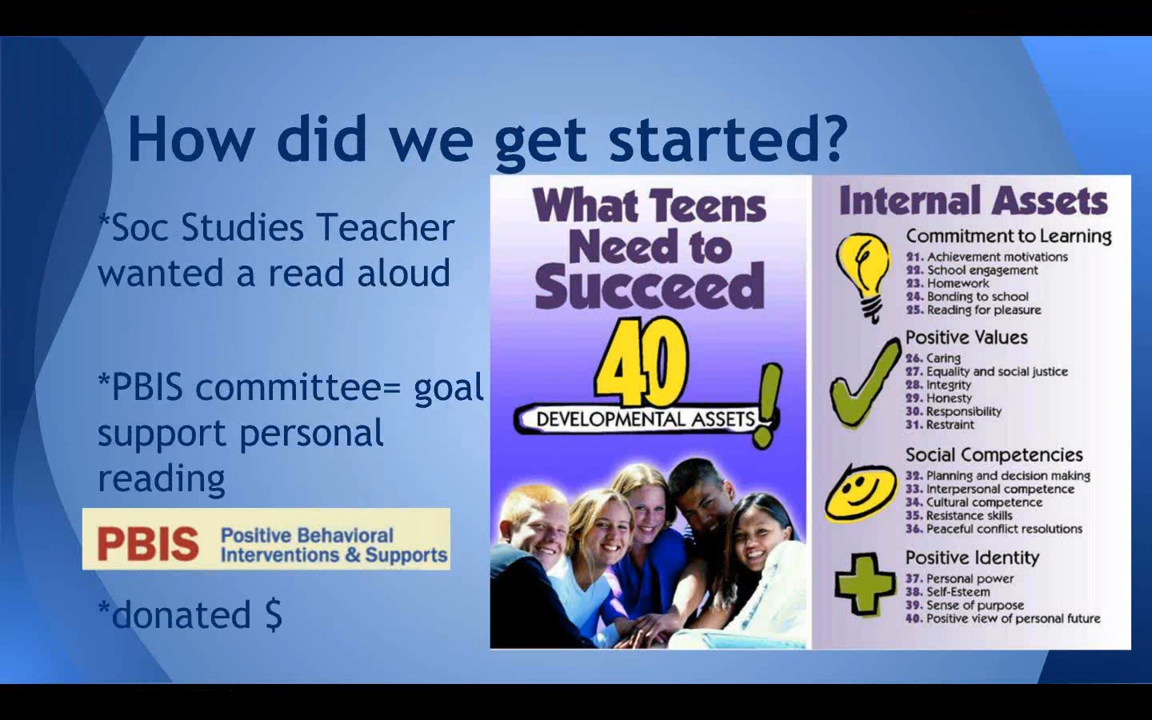 How did we get started?
*Soc Studies Teacher
wanted a read aloud
*PBIS committee= goal
support personal
reading
PBIS Positive Behavioral
Interventions & Supports
*donated $
What Teens
Need to
Succeed
40
DEVELOPMENTAL ASSETS!
Internal Assets
Commitment to Learning
21. Achievement motivations
22. School engagement
23. Homework
24. Bonding to school
25. Reading for pleasure
Positive Values
26. Caring
27. Equality and social justice
28. Integrity
29. Honesty
30. Responsibility
31. Restraint
Social Competencies
32. Planning and decision making
33. Interpersonal competence
34. Cultural competence
35. Resistance skills
36. Peaceful conflict resolutions
Positive Identity
37. Personal power
38. Self-Esteem
39. Sense of purpose
40. Positive view of personal future